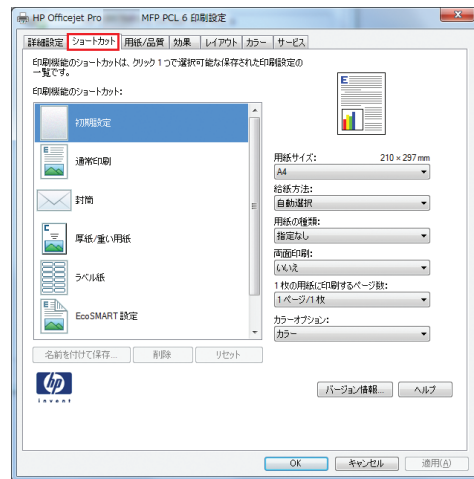 HP Officejet Pro MFP PCL 6 印刷設定
詳細設定 ショートカット 用紙/品質 効果 レイアウト カラー サービス
印刷機能のショートカットは、クリック 1 つで選択可能な保存された印刷設定の
一覧です。
印刷機能のショートカット:
初期設定
通常印刷
封筒
厚紙/重い用紙
ラベル紙
EcoSMART 設定
名前を付けて保存... 削除 リセット
用紙サイズ: 210 × 297 mm
A4
給紙方法:
自動選択
用紙の種類:
指定なし
両面印刷:
いいえ
1 枚の用紙に印刷するページ数:
1 ページ/1 枚
カラーオプション:
カラー
hp
invent
バージョン情報... ヘルプ
OK キャンセル 適用(A)